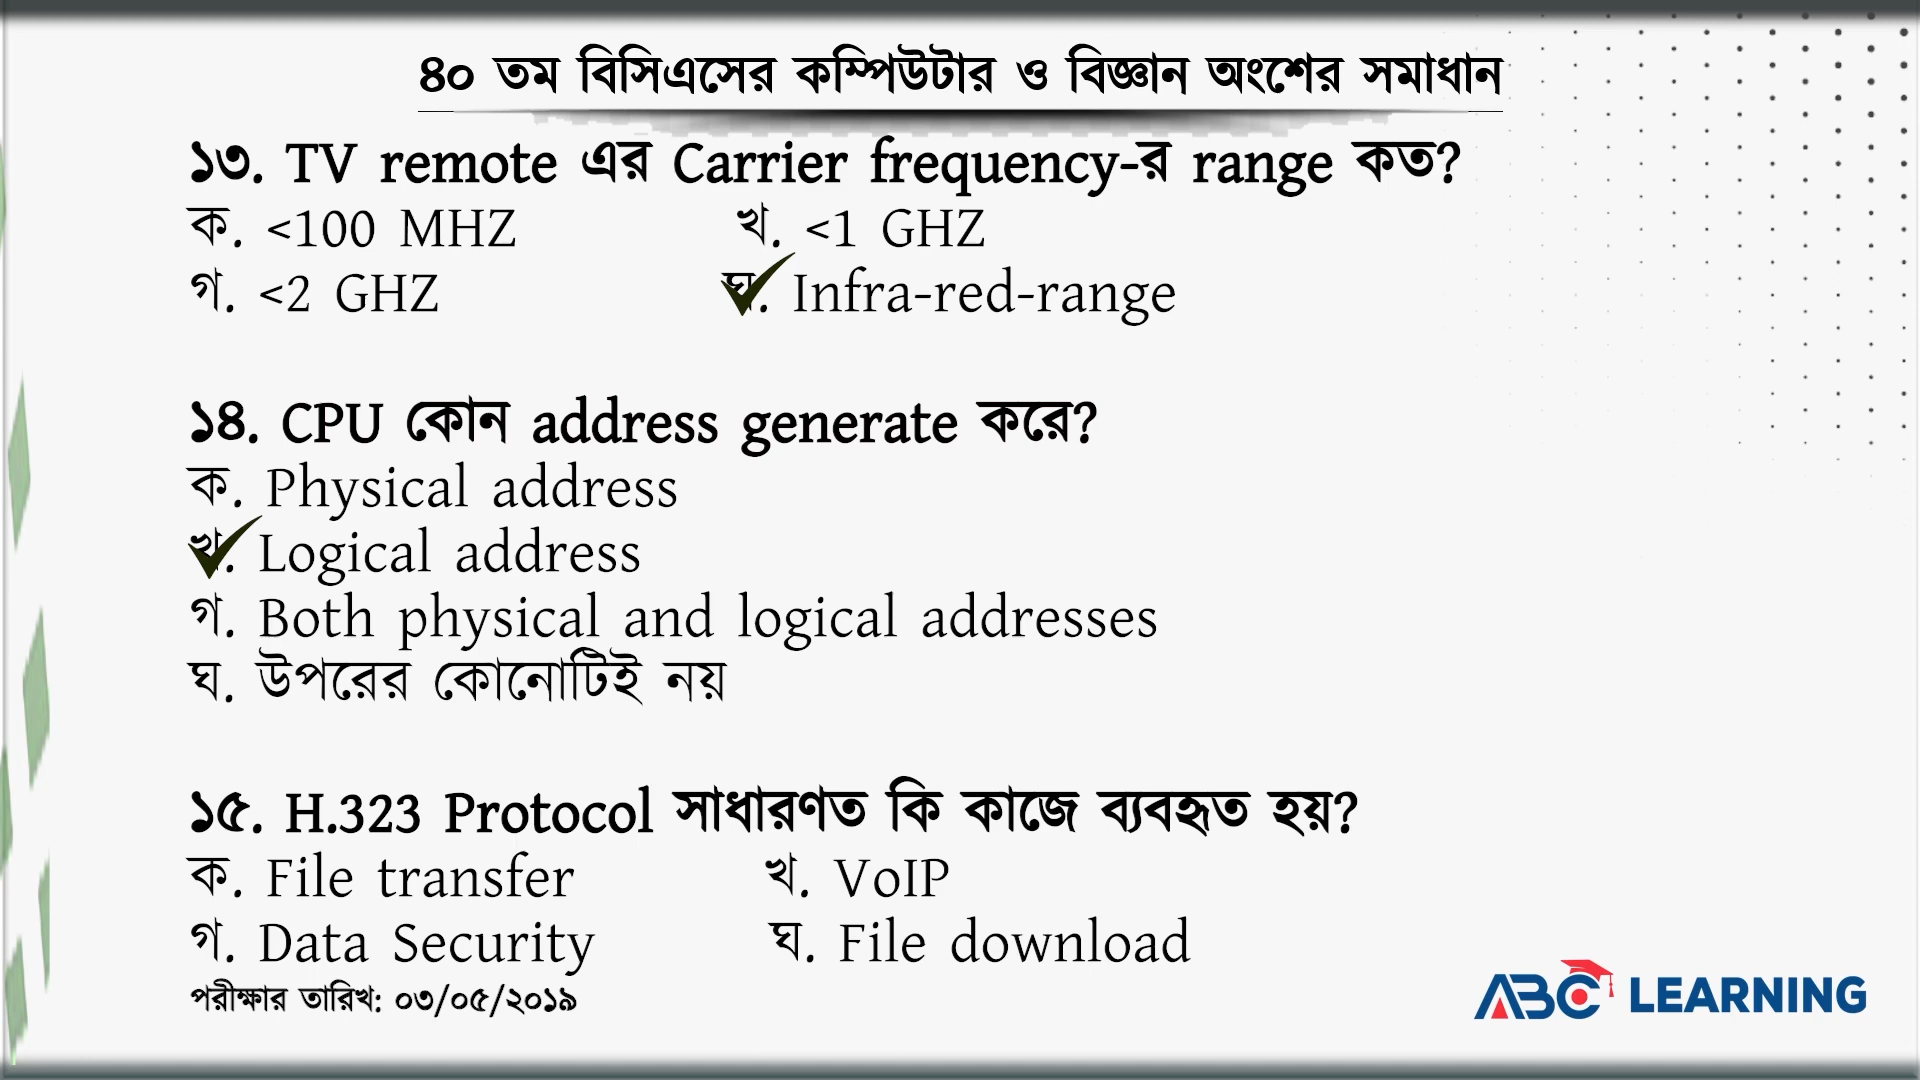 ৪০ তম বিসিএসের কম্পিউটার ও বিজ্ঞান অংশের সমাধান
১৩. TV remote এর Carrier frequency-র range কত?
ক. <100 MHZ খ. <1 GHZ
গ. <2 GHZ ঘ. Infra-red-range
১৪. CPU কোন address generate করে?
ক. Physical address
খ. Logical address
গ. Both physical and logical addresses
ঘ. উপরের কোনোটিই নয়
১৫. H.323 Protocol সাধারণত কি কাজে ব্যবহৃত হয়?
ক. File transfer খ. VoIP
গ. Data Security ঘ. File download
পরীক্ষার তারিখ: ০৩/০৫/২০১৯
ABC LEARNING